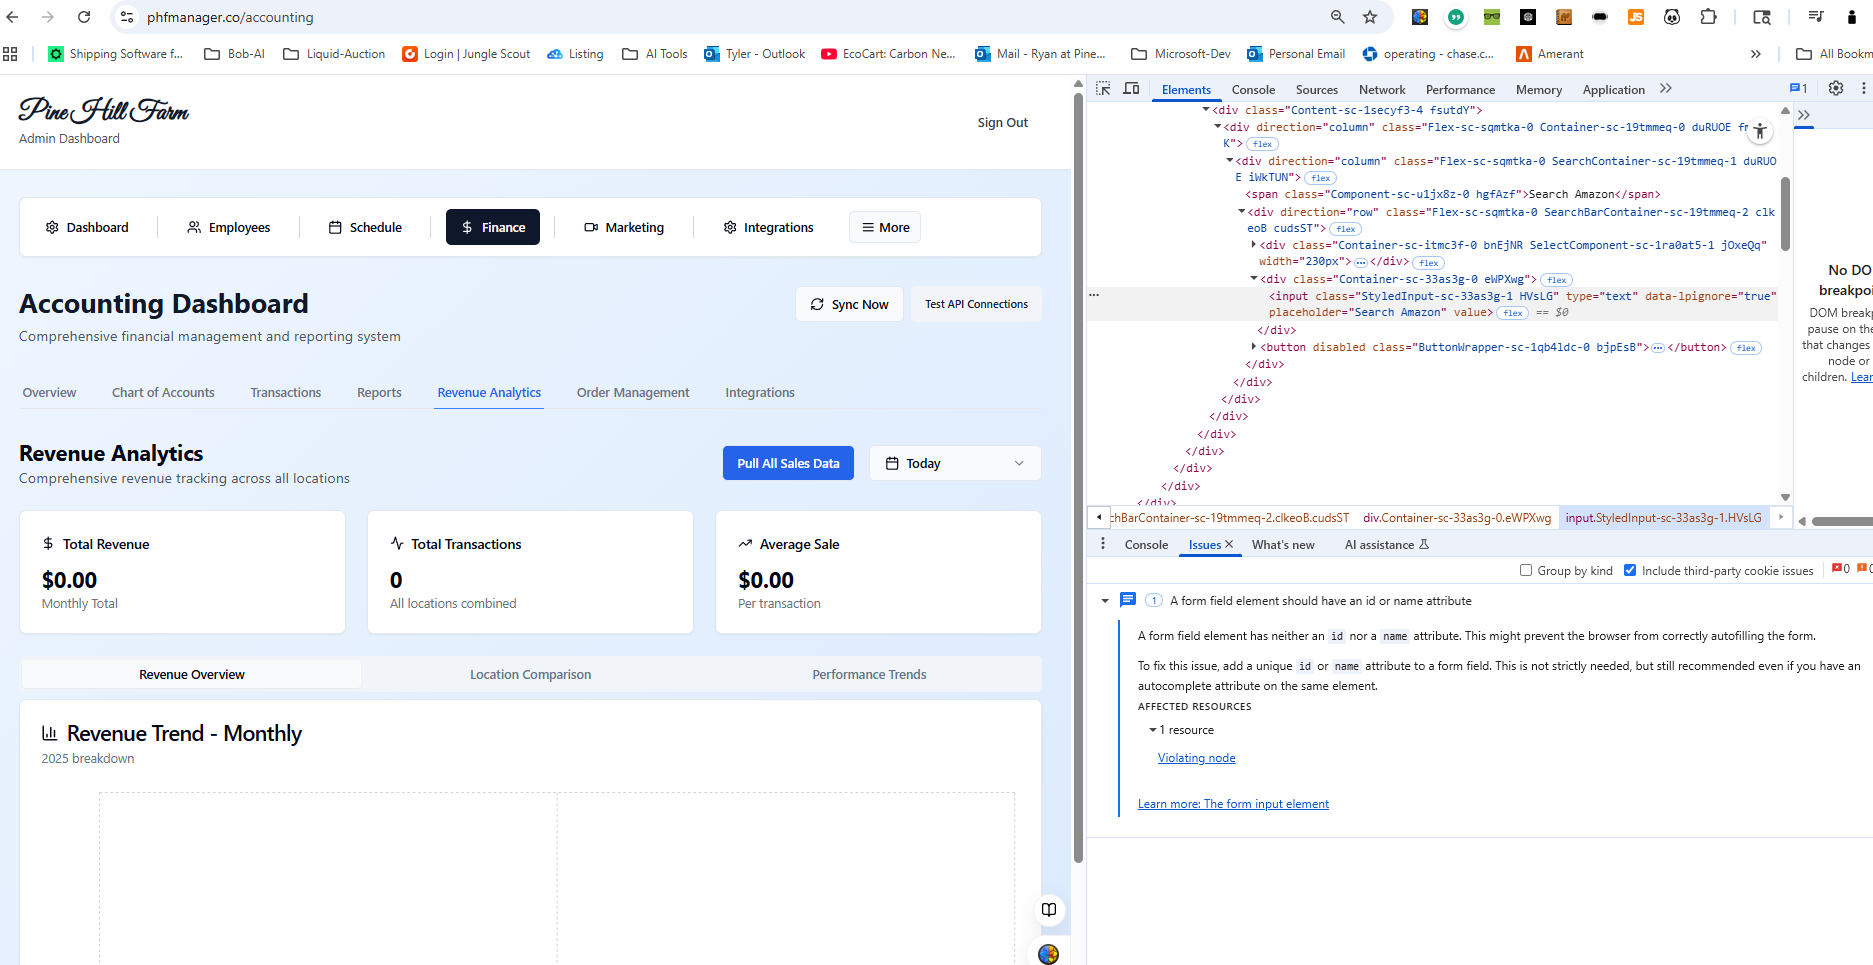 phfmanager.co/accounting
Shipping Software f...
Bob-AI
Liquid-Auction
Login | Jungle Scout
Listing
AI Tools
Tyler - Outlook
EcoCart: Carbon Ne...
Mail - Ryan at Pine...
Microsoft-Dev
Personal Email
operating - chase.c...
Amerant
All Bookm
Pine Hill Farm
Admin Dashboard
Sign Out
Dashboard
Employees
Schedule
Finance
Marketing
Integrations
More
Accounting Dashboard
Comprehensive financial management and reporting system
Sync Now
Test API Connections
Overview
Chart of Accounts
Transactions
Reports
Revenue Analytics
Order Management
Integrations
Revenue Analytics
Comprehensive revenue tracking across all locations
Pull All Sales Data
Today
Total Revenue
$0.00
Monthly Total
Total Transactions
0
All locations combined
Average Sale
$0.00
Per transaction
Revenue Overview
Location Comparison
Performance Trends
Revenue Trend - Monthly
2025 breakdown
Elements
Console
Sources
Network
Performance
Memory
Application
1
<div class="Content-sc-1secyf3-4 fsutdY">
<div direction="column" class="Flex-sc-sqmtka-0 Container-sc-19tmmeq-0 duRUOE fm
K"> flex
<div direction="column" class="Flex-sc-sqmtka-0 SearchContainer-sc-19tmmeq-1 duRUO
E iWkTUN"> flex
<span class="Component-sc-u1jx8z-0 hgfAzf">Search Amazon</span>
<div direction="row" class="Flex-sc-sqmtka-0 SearchBarContainer-sc-19tmmeq-2 clk
eoB cudsST"> flex
<div class="Container-sc-itmc3f-0 bnEjNR SelectComponent-sc-1ra0at5-1 jOxeQq"
width="230px"> ... </div> flex
<div class="Container-sc-33as3g-0 eWPXwg"> flex
<input class="StyledInput-sc-33as3g-1 HVsLG" type="text" data-lpignore="true"
placeholder="Search Amazon" value> flex == $0
</div>
<button disabled class="ButtonWrapper-sc-1qb4ldc-0 bjpEsB"> ... </button> flex
</div>
</div>
</div>
</div>
</div>
</div>
</div>
</div>
</div>
chBarContainer-sc-19tmmeq-2.clkeoB.cudsST
div.Container-sc-33as3g-0.eWPXwg
input.StyledInput-sc-33as3g-1.HVsLG
No DO
breakpoi
DOM breakp
pause on the
that changes
node or
children. Lear
Console
Issues
What's new
AI assistance
Group by kind
Include third-party cookie issues
0
0
1 A form field element should have an id or name attribute
A form field element has neither an id nor a name attribute. This might prevent the browser from correctly autofilling the form.
To fix this issue, add a unique id or name attribute to a form field. This is not strictly needed, but still recommended even if you have an
autocomplete attribute on the same element.
AFFECTED RESOURCES
1 resource
Violating node
Learn more: The form input element